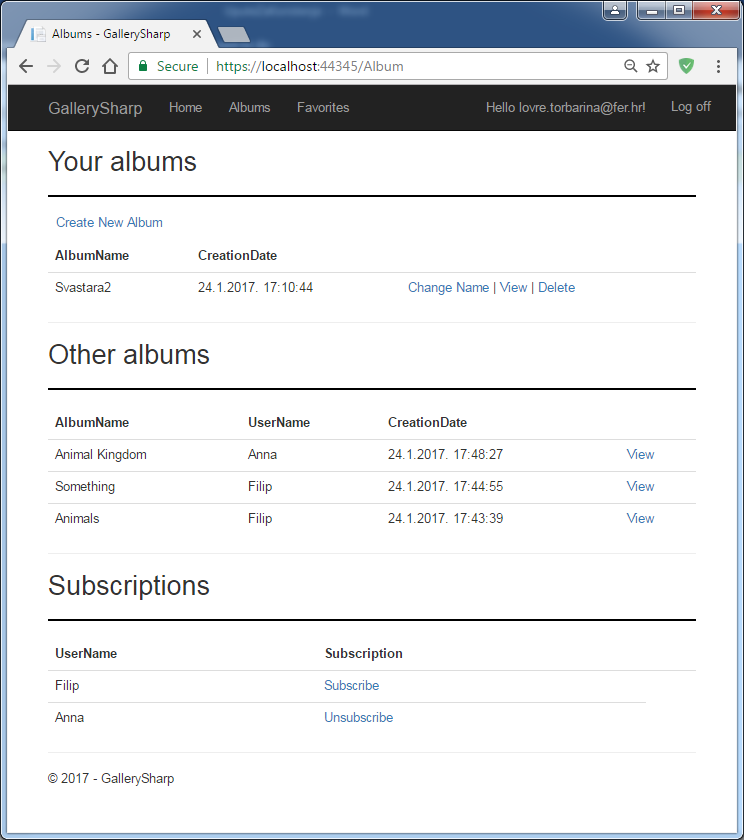 Albums - GallerySharp
Secure https://localhost:44345/Album
GallerySharp Home Albums Favorites Hello lovre.torbarina@fer.hr! Log off
Your albums
Create New Album
AlbumName CreationDate
Svastara2 24.1.2017. 17:10:44 Change Name | View | Delete
Other albums
AlbumName UserName CreationDate
Animal Kingdom Anna 24.1.2017. 17:48:27 View
Something Filip 24.1.2017. 17:44:55 View
Animals Filip 24.1.2017. 17:43:39 View
Subscriptions
UserName Subscription
Filip Subscribe
Anna Unsubscribe
© 2017 - GallerySharp